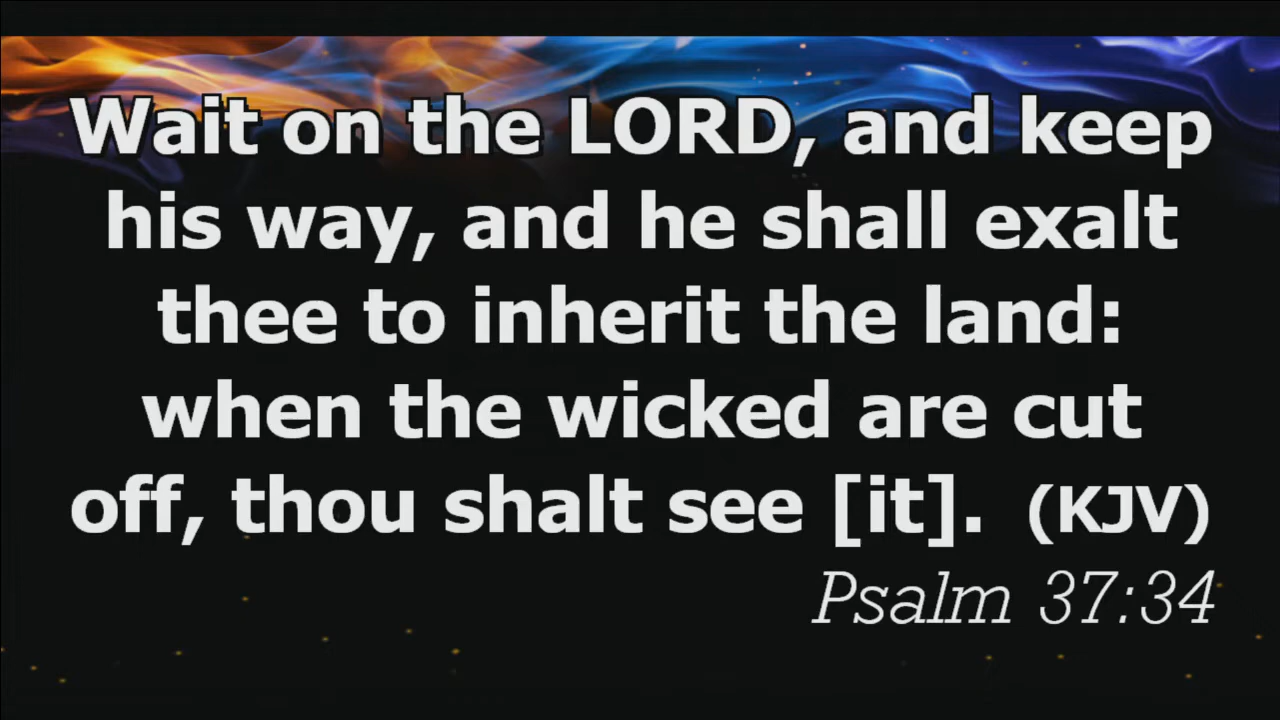 Wait on the LORD, and keep
his way, and he shall exalt
thee to inherit the land:
when the wicked are cut
off, thou shalt see [it]. (KJV)
Psalm 37:34